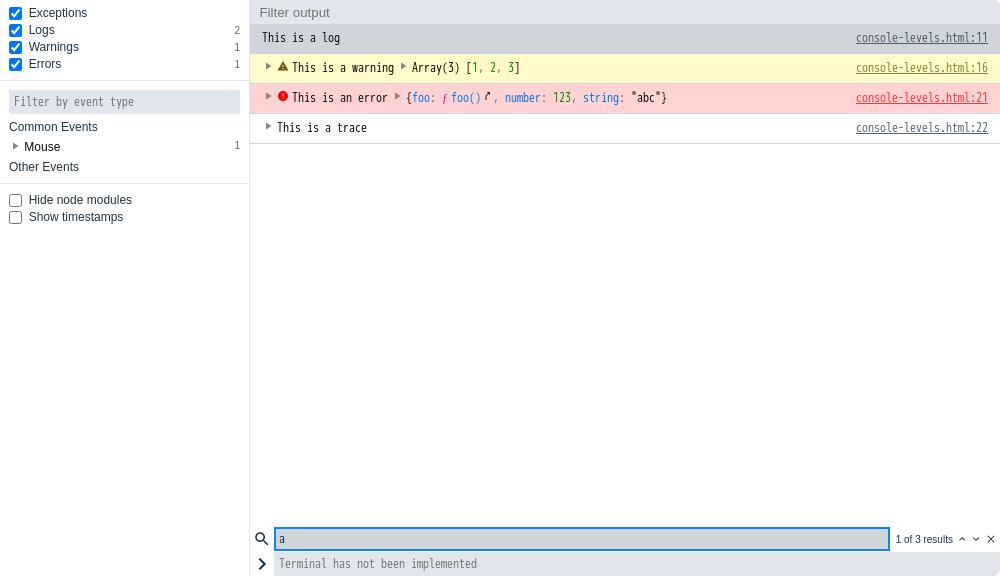 Exceptions
Logs 2
Warnings 1
Errors 1
Filter by event type
Common Events
Mouse 1
Other Events
Hide node modules
Show timestamps
Filter output
This is a log console-levels.html:11
This is a warning Array(3) [1, 2, 3] console-levels.html:16
This is an error {foo: ƒ foo(), number: 123, string: "abc"} console-levels.html:21
This is a trace console-levels.html:22
a 1 of 3 results
Terminal has not been implemented